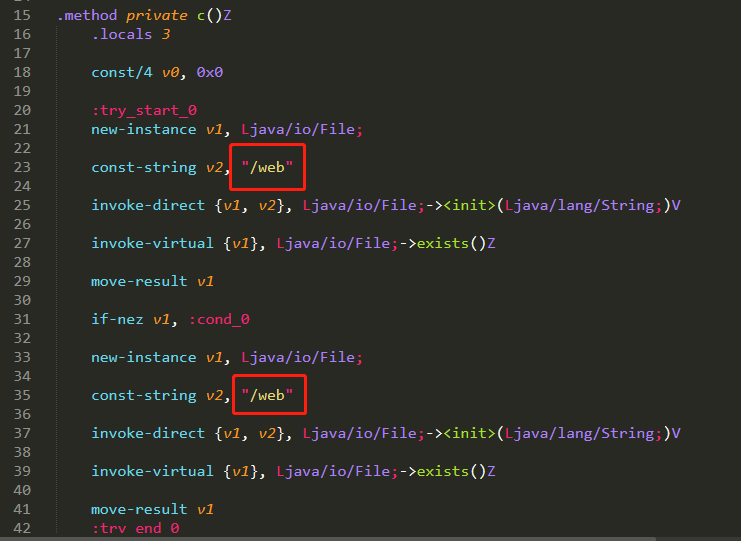 15 .method private c()Z
16 .locals 3
17
18 const/4 v0, 0x0
19
20 :try_start_0
21 new-instance v1, Ljava/io/File;
22
23 const-string v2, "/web"
24
25 invoke-direct {v1, v2}, Ljava/io/File;-><init>(Ljava/lang/String;)V
26
27 invoke-virtual {v1}, Ljava/io/File;->exists()Z
28
29 move-result v1
30
31 if-nez v1, :cond_0
32
33 new-instance v1, Ljava/io/File;
34
35 const-string v2, "/web"
36
37 invoke-direct {v1, v2}, Ljava/io/File;-><init>(Ljava/lang/String;)V
38
39 invoke-virtual {v1}, Ljava/io/File;->exists()Z
40
41 move-result v1
42 :try_end_0